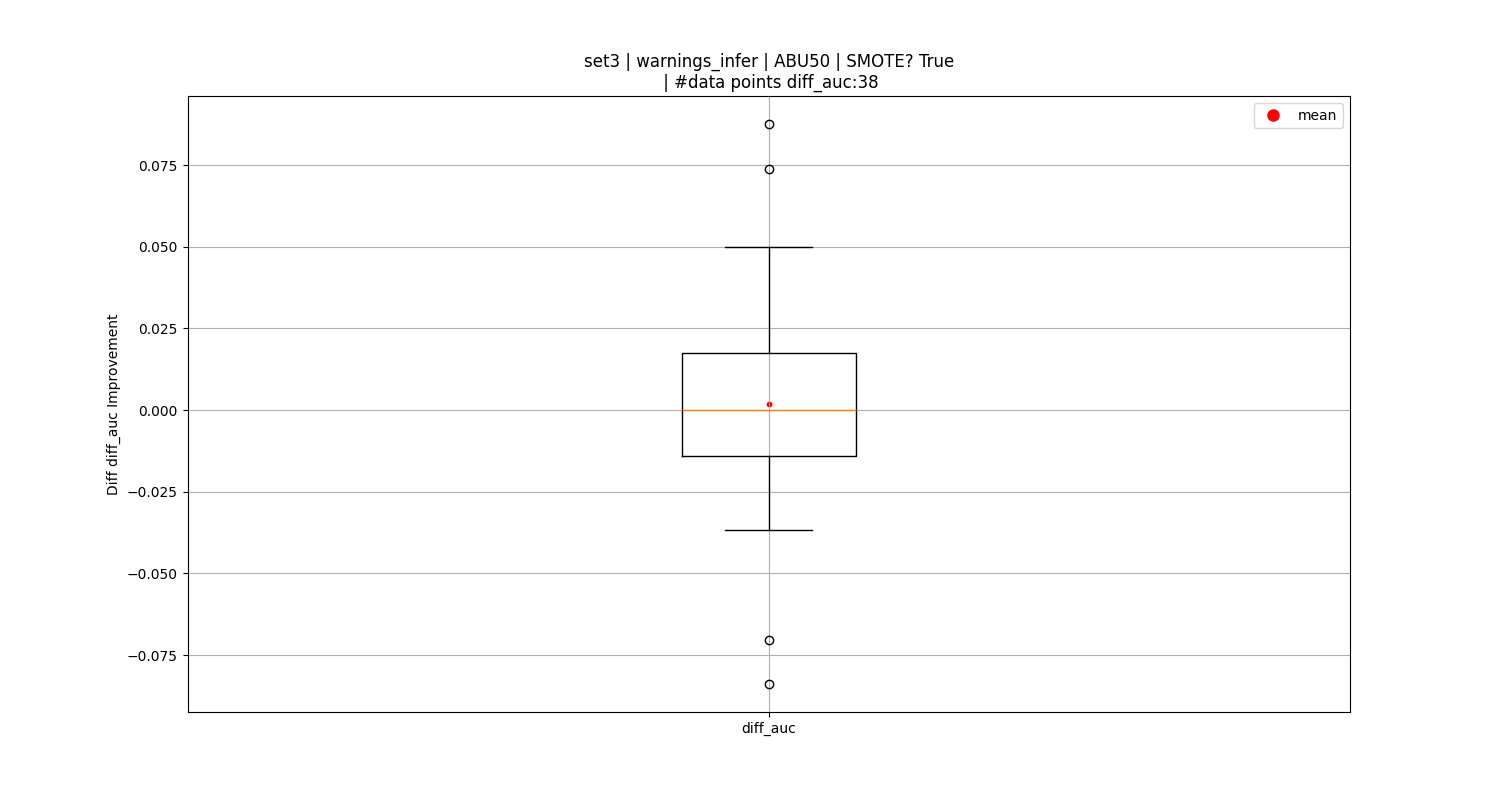 set3 | warnings_infer | ABU50 | SMOTE? True
| #data points diff_auc:38
mean
0.075
0.050
0.025
0.000
−0.025
−0.050
−0.075
Diff diff_auc Improvement
diff_auc